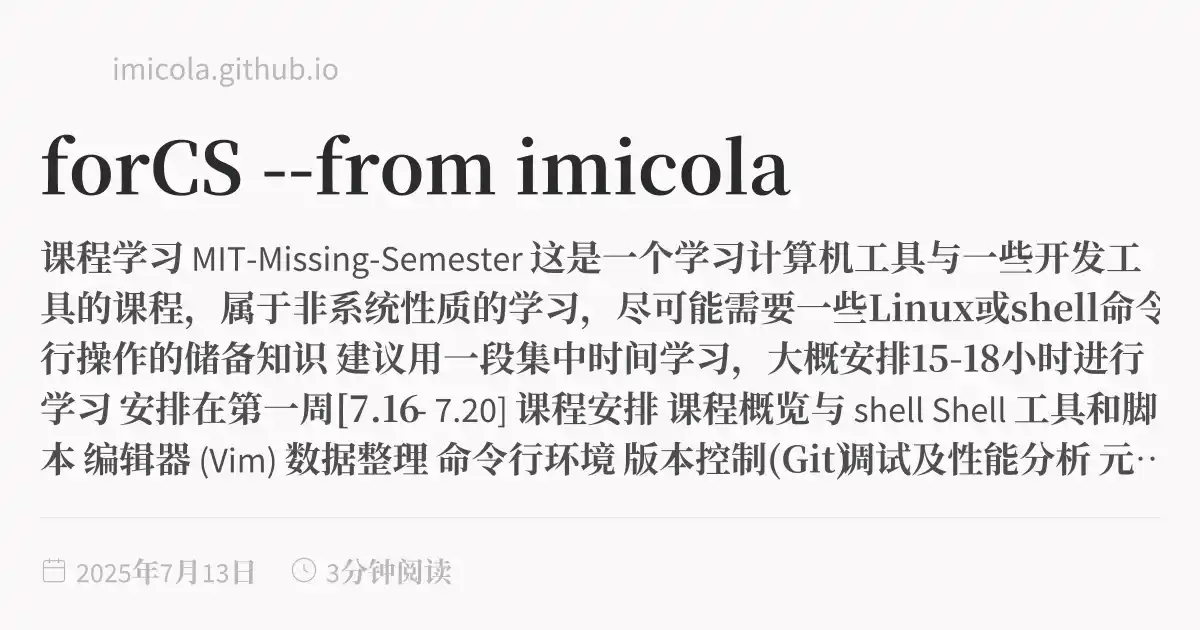 imicola.github.io
forCS --from imicola
课程学习 MIT-Missing-Semester 这是一个学习计算机工具与一些开发工
具的课程，属于非系统性质的学习，尽可能需要一些Linux或shell命令
行操作的储备知识 建议用一段集中时间学习，大概安排15-18小时进行
学习 安排在第一周[7.16- 7.20] 课程安排 课程概览与 shell Shell 工具和脚
本 编辑器 (Vim) 数据整理 命令行环境 版本控制(Git)调试及性能分析 元…
2025年7月13日 3分钟阅读